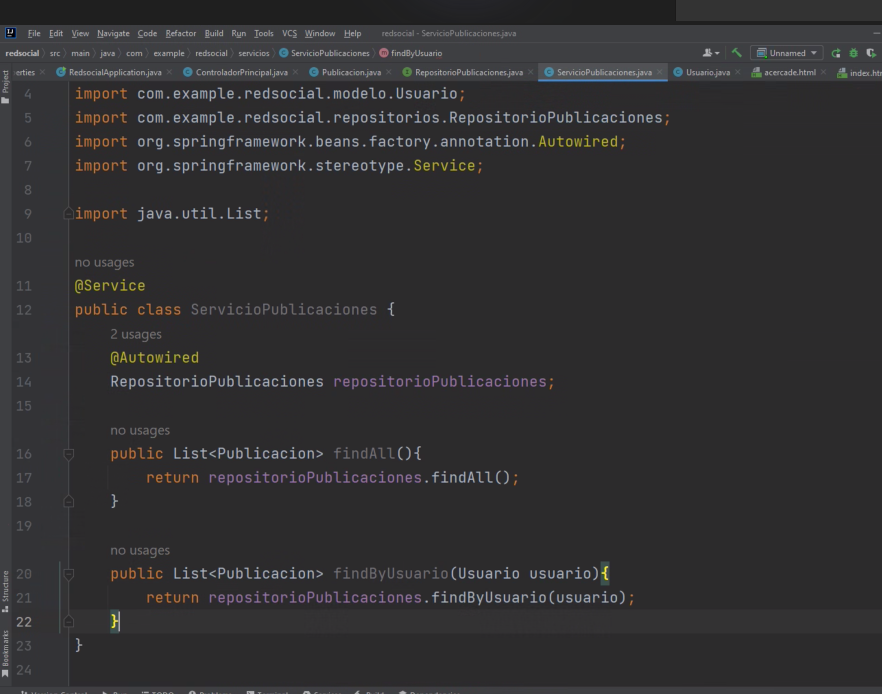 File Edit View Navigate Code Refactor Build Run Tools VCS Window Help redsocial - ServicioPublicaciones.java
redsocial src main java com example redsocial servicios ServicioPublicaciones findByUsuario Unnamed
erties RedsocialApplication.java ControladorPrincipal.java Publicacion.java RepositorioPublicaciones.java ServicioPublicaciones.java Usuario.java acercade.html
Project
4 import com.example.redsocial.modelo.Usuario;
5 import com.example.redsocial.repositorios.RepositorioPublicaciones;
6 import org.springframework.beans.factory.annotation.Autowired;
7 import org.springframework.stereotype.Service;
8
9 import java.util.List;
10
no usages
11 @Service
12 public class ServicioPublicaciones {
2 usages
13 @Autowired
14 RepositorioPublicaciones repositorioPublicaciones;
15
no usages
16 public List<Publicacion> findAll(){
17 return repositorioPublicaciones.findAll();
18 }
19
no usages
20 public List<Publicacion> findByUsuario(Usuario usuario){
21 return repositorioPublicaciones.findByUsuario(usuario);
22 }
23 }
24
Structure
Bookmarks